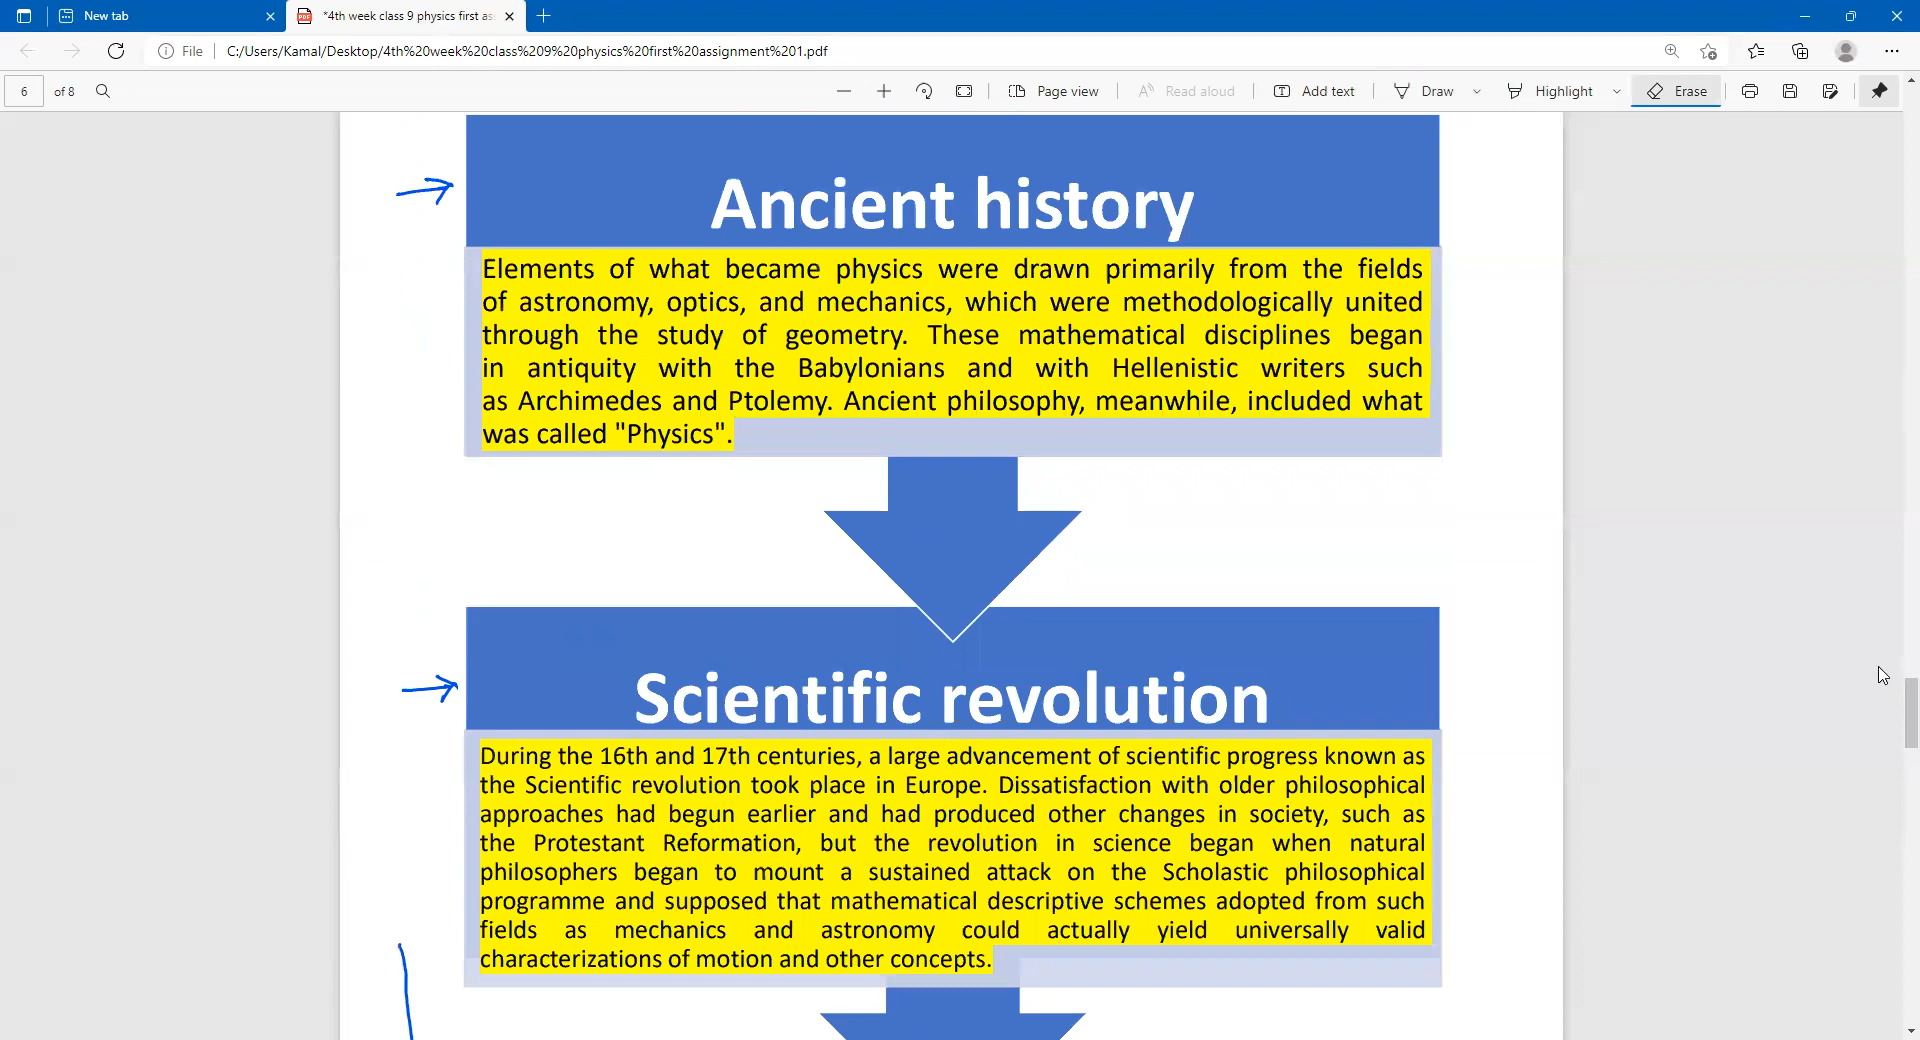 New tab
*4th week class 9 physics first as
File
C:/Users/Kamal/Desktop/4th%20week%20class%209%20physics%20first%20assignment%201.pdf
6 of 8
Page view
Read aloud
Add text
Draw
Highlight
Erase
Ancient history
Elements of what became physics were drawn primarily from the fields
of astronomy, optics, and mechanics, which were methodologically united
through the study of geometry. These mathematical disciplines began
in antiquity with the Babylonians and with Hellenistic writers such
as Archimedes and Ptolemy. Ancient philosophy, meanwhile, included what
was called "Physics".
Scientific revolution
During the 16th and 17th centuries, a large advancement of scientific progress known as
the Scientific revolution took place in Europe. Dissatisfaction with older philosophical
approaches had begun earlier and had produced other changes in society, such as
the Protestant Reformation, but the revolution in science began when natural
philosophers began to mount a sustained attack on the Scholastic philosophical
programme and supposed that mathematical descriptive schemes adopted from such
fields as mechanics and astronomy could actually yield universally valid
characterizations of motion and other concepts.